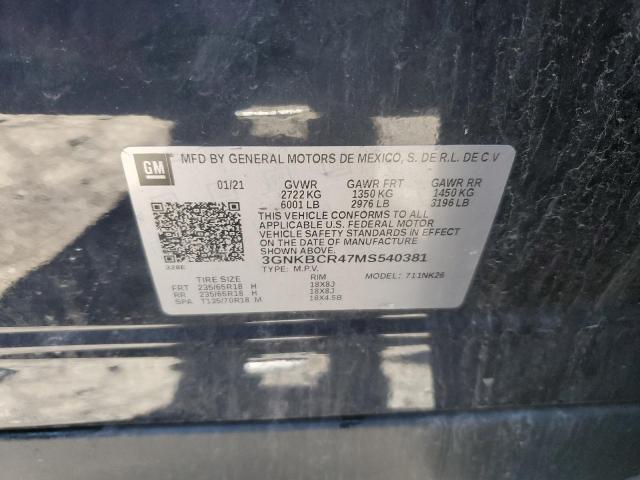 GM MFD BY GENERAL MOTORS DE MEXICO, S. DE R.L. DE C V
01/21 GVWR GAWR FRT GAWR RR
2722 KG 1350 KG 1450 KG
6001 LB 2976 LB 3196 LB
THIS VEHICLE CONFORMS TO ALL
APPLICABLE U.S. FEDERAL MOTOR
VEHICLE SAFETY STANDARDS IN EFFECT
ON THE DATE OF MANUFACTURE
SHOWN ABOVE.
3GNKBCR47MS540381
328E TYPE: M.P.V. MODEL: 711NK26
TIRE SIZE RIM
FRT 235/65R18 H 18X8J
RR 235/65R18 H 18X8J
SPA T135/70R18 M 18X4.5B